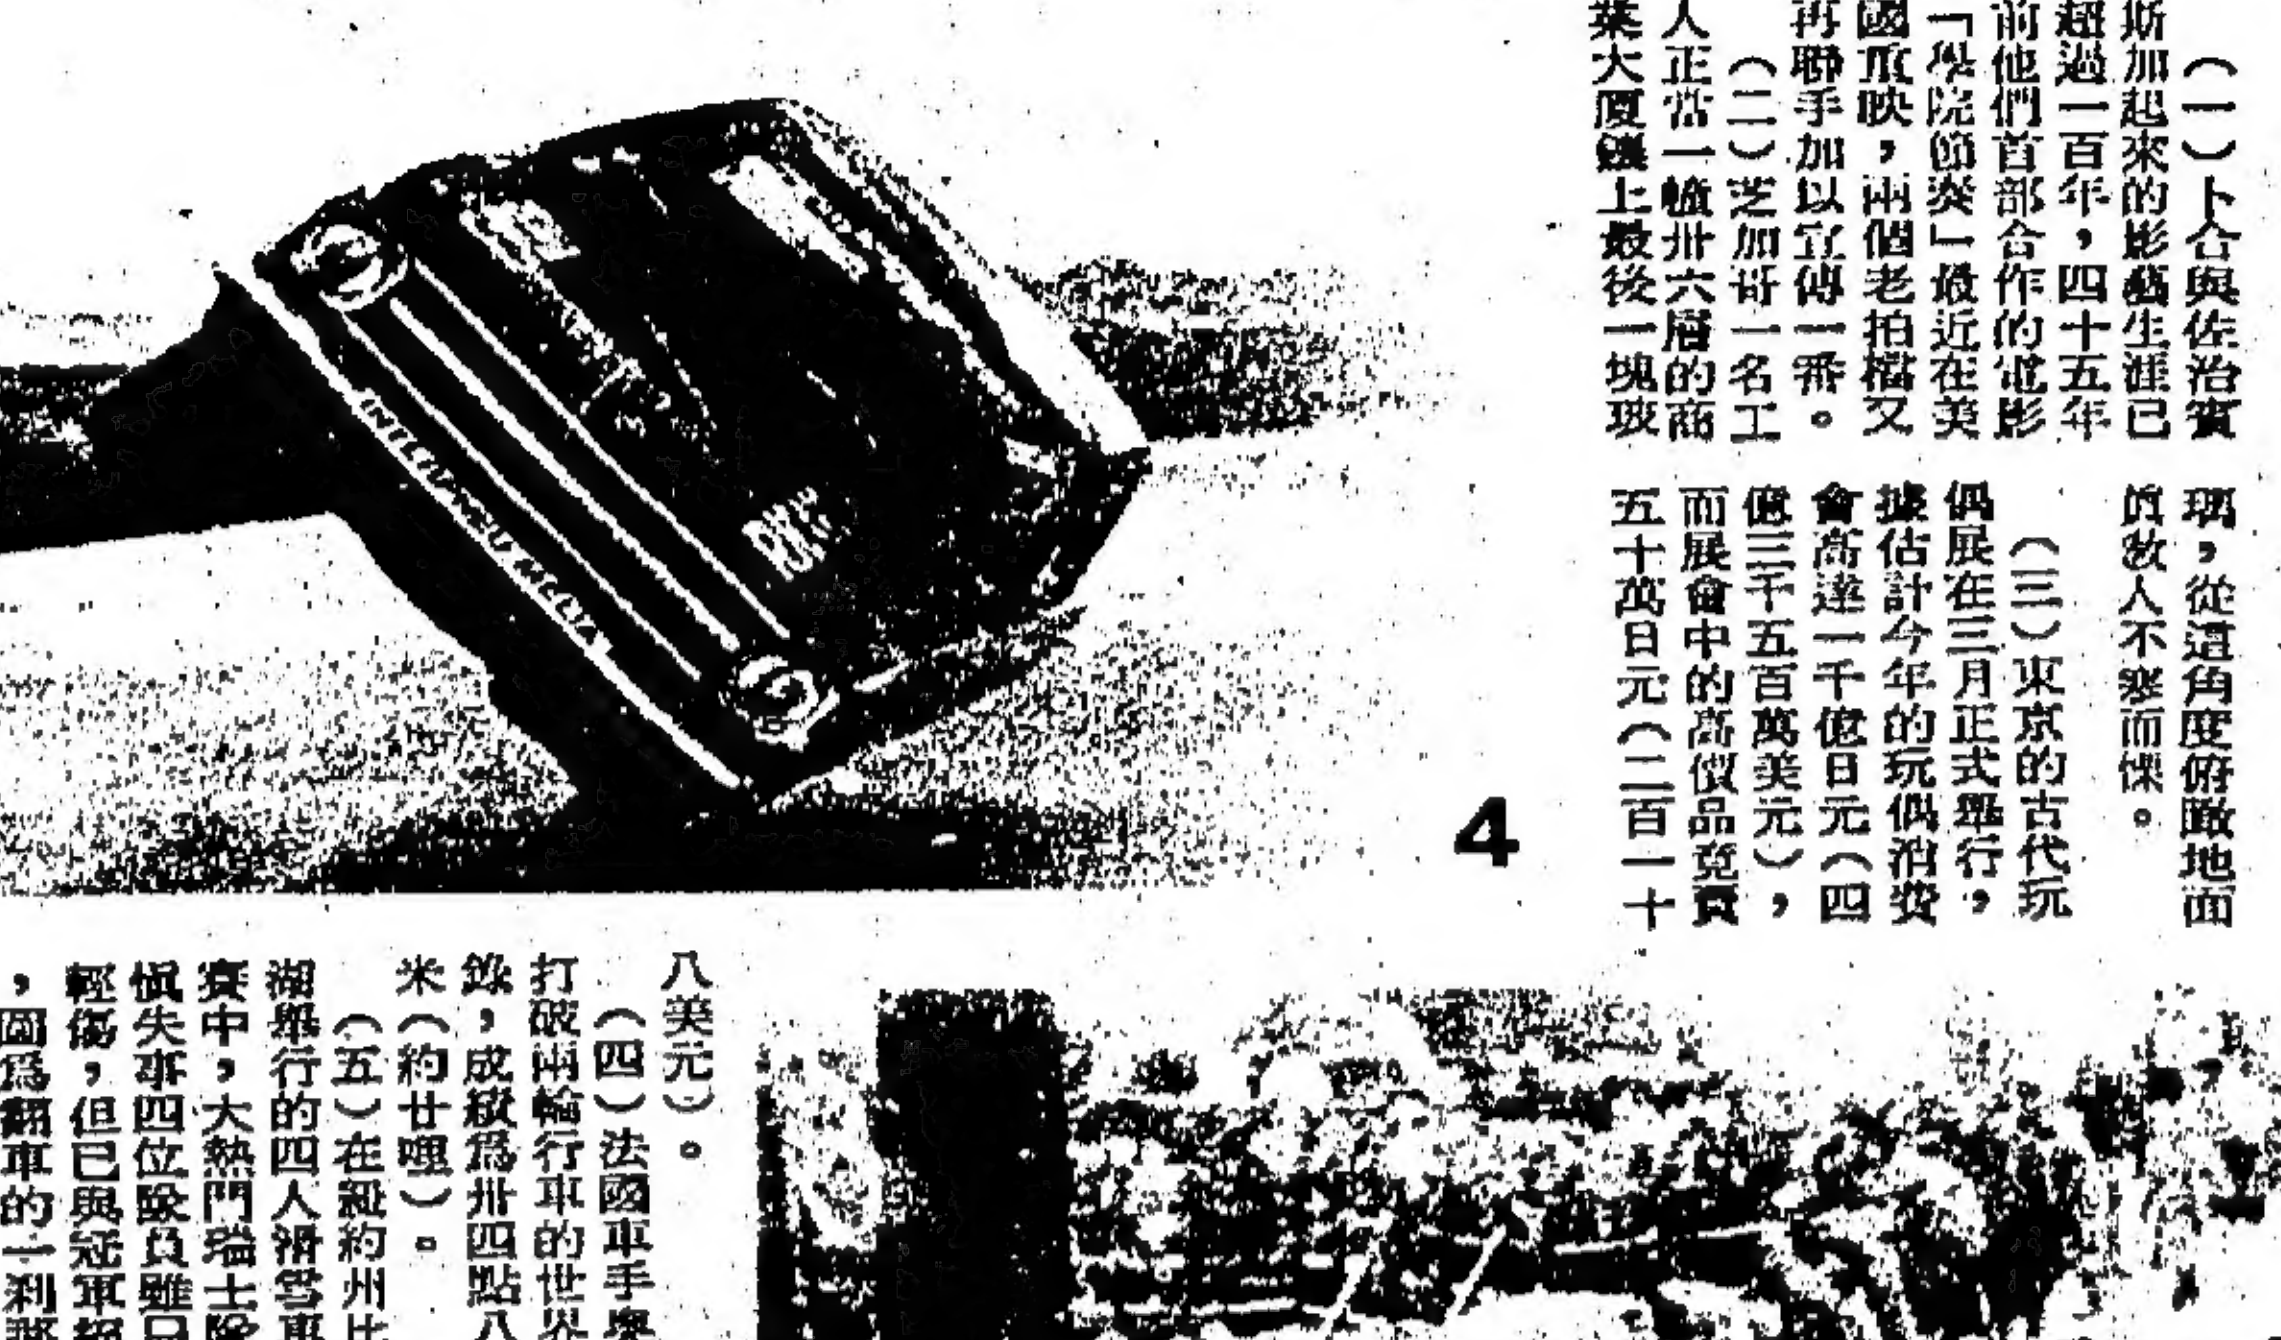 （一）卜合與佐治賓
斯加起來的影藝生涯已
超過一百年，四十五年
前他們首部合作的電影
「學院節炎」最近在美
國重映，兩個老拍檔又
再聯手加以宣傳一番。
（二）芝加哥一名工
人正當一幢卅六層的商
業大厦鑲上最後一塊玻
璃，從這角度俯瞰地面
眞教人不寒而慄。
（三）東京的古代玩
偶展在三月正式舉行，
據估計今年的玩偶消費
會高達一千億日元（四
億三千五百萬美元），
而展會中的高價品竟賣
五十萬日元（二百一十
4
八美元）。
（四）法國車手
打破兩輪行車的世界
錄，成績爲卅四點八
米（約廿哩）。
（五）在紐約州
湖舉行的四人滑雪車
賽中，大熱門瑞士隊
愼失事四位隊員雖只
輕傷，但已與冠軍
，圖爲翻車的一刹那